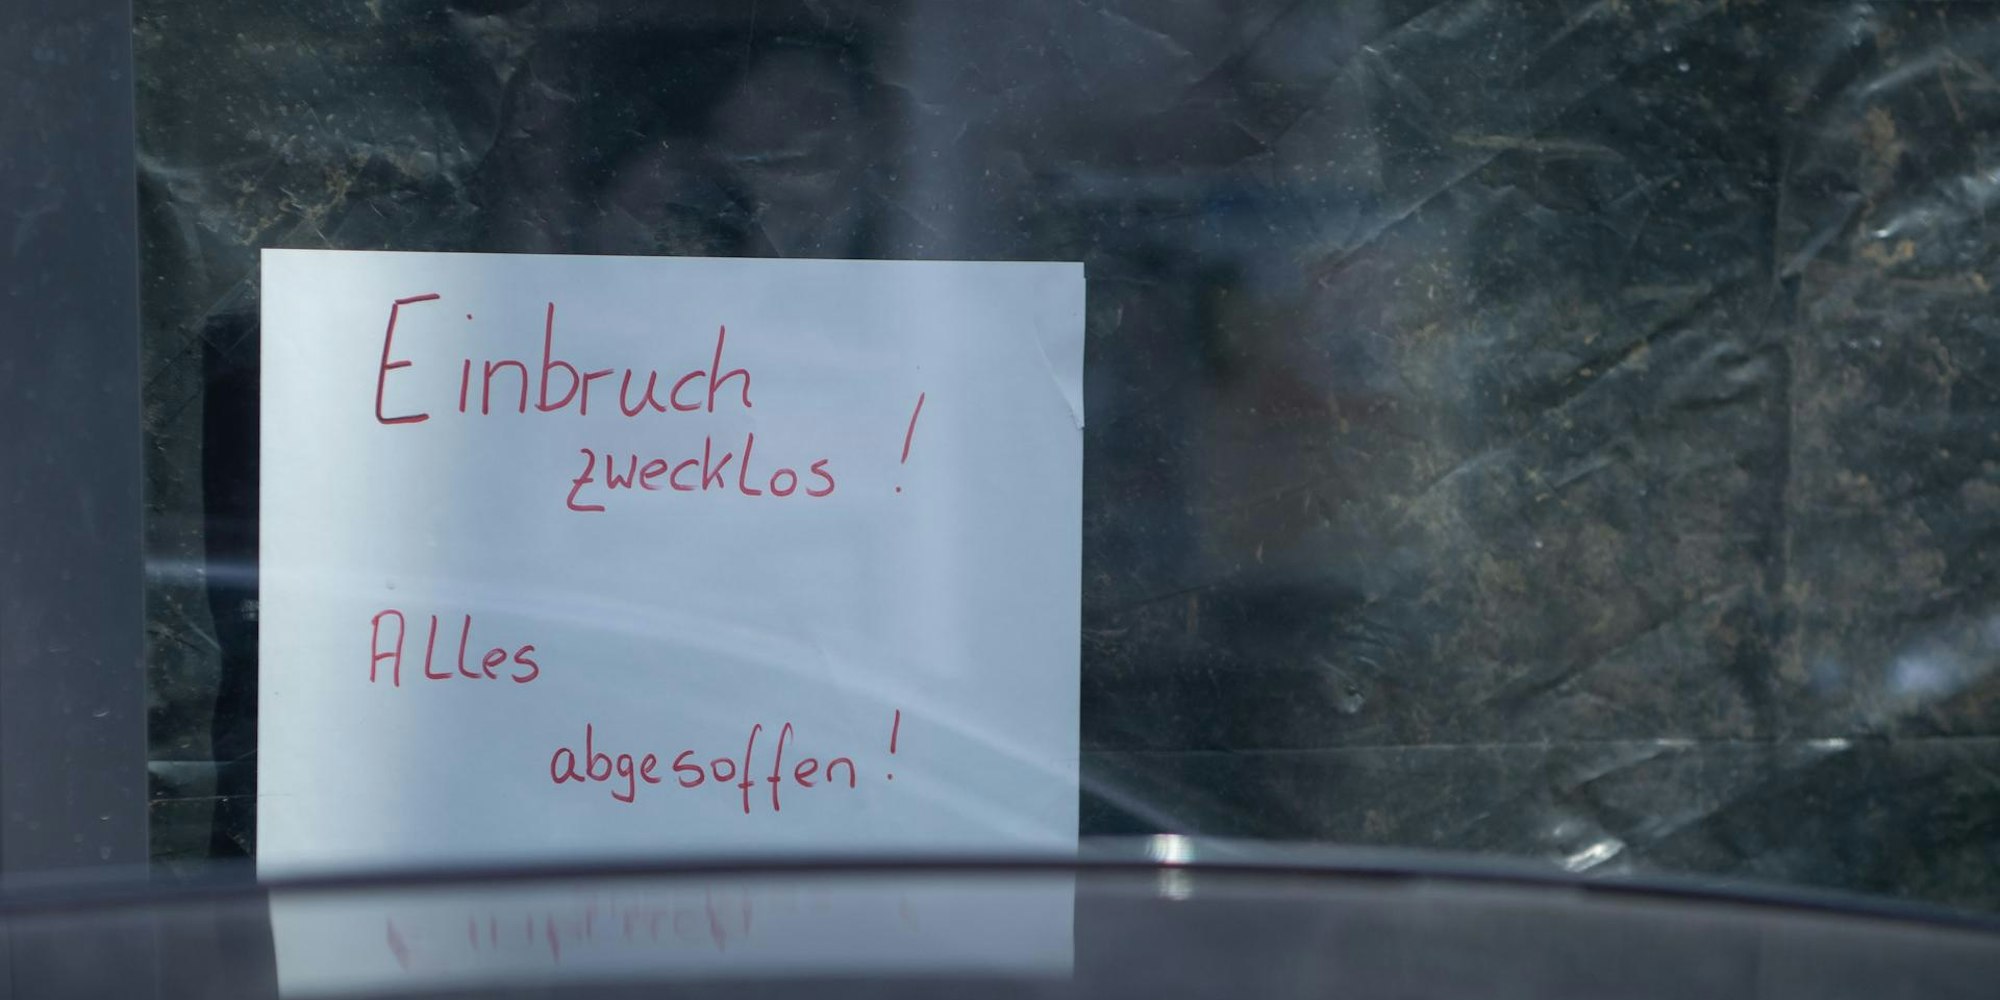 Einbruch
zwecklos !
Alles
abgesoffen !